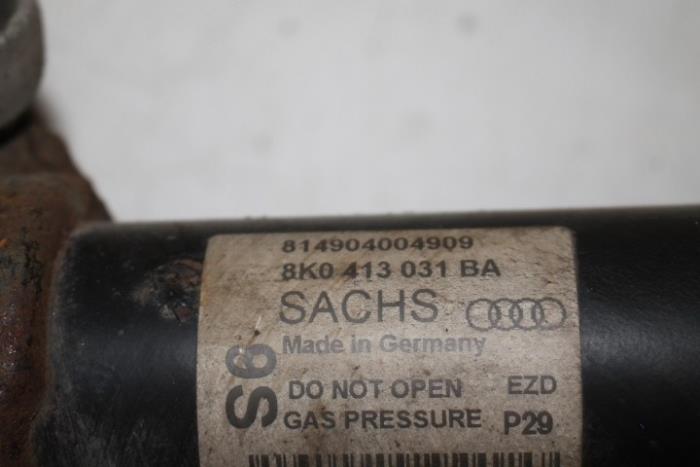 814904004909
8K0 413 031 BA
SACHS
Made in Germany
S6
DO NOT OPEN EZD
GAS PRESSURE P29